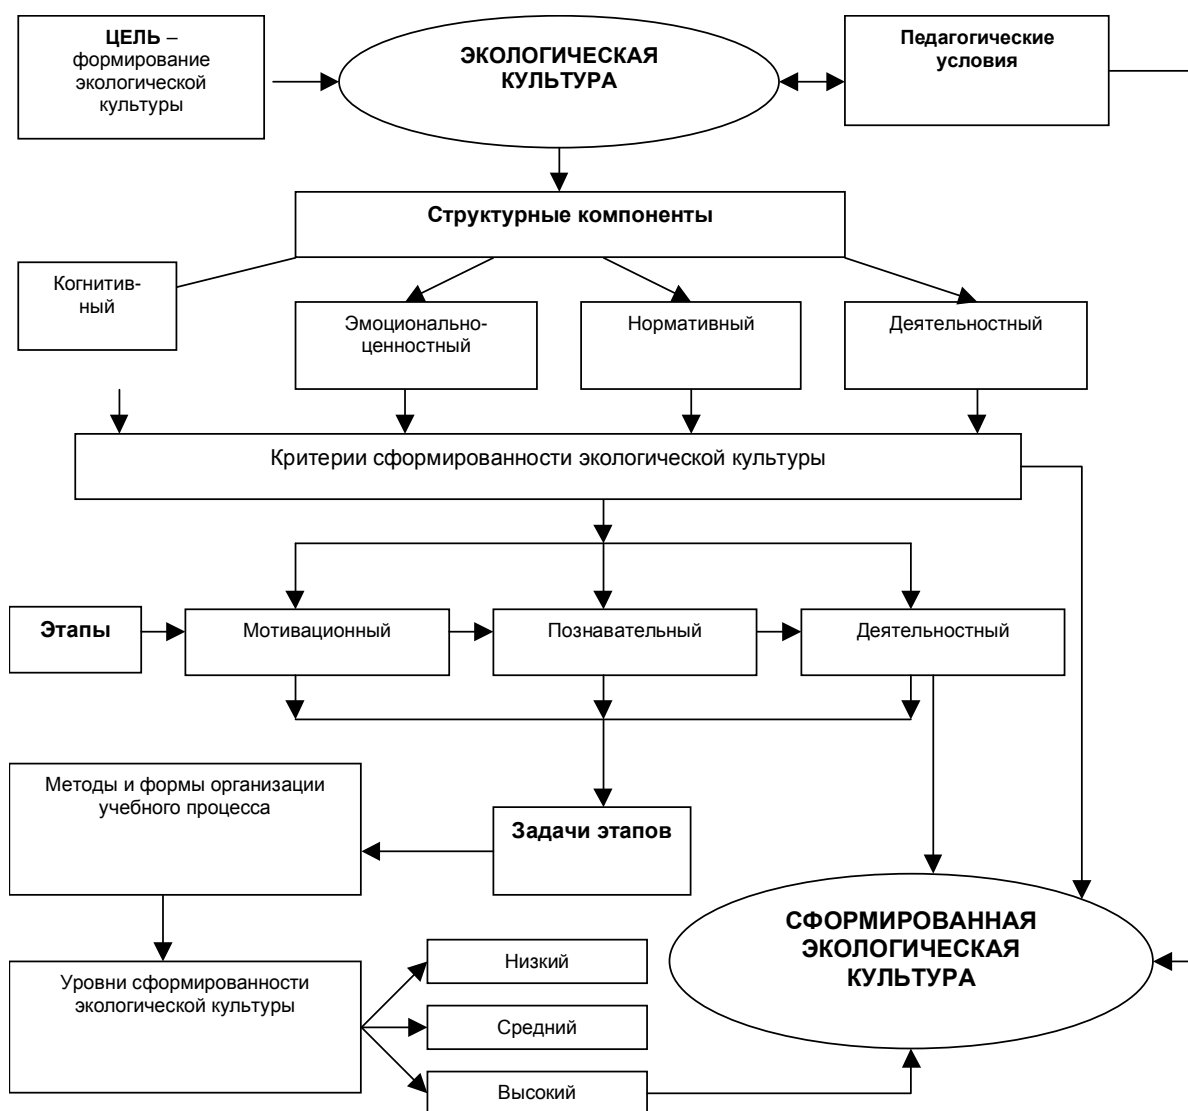 ЦЕЛЬ –
формирование
экологической
культуры
ЭКОЛОГИЧЕСКАЯ
КУЛЬТУРА
Педагогические
условия
Структурные компоненты
Когнитив-
ный
Эмоционально-
ценностный
Нормативный
Деятельностный
Критерии сформированности экологической культуры
Этапы
Мотивационный
Познавательный
Деятельностный
Методы и формы организации
учебного процесса
Задачи этапов
СФОРМИРОВАННАЯ
ЭКОЛОГИЧЕСКАЯ
КУЛЬТУРА
Уровни сформированности
экологической культуры
Низкий
Средний
Высокий